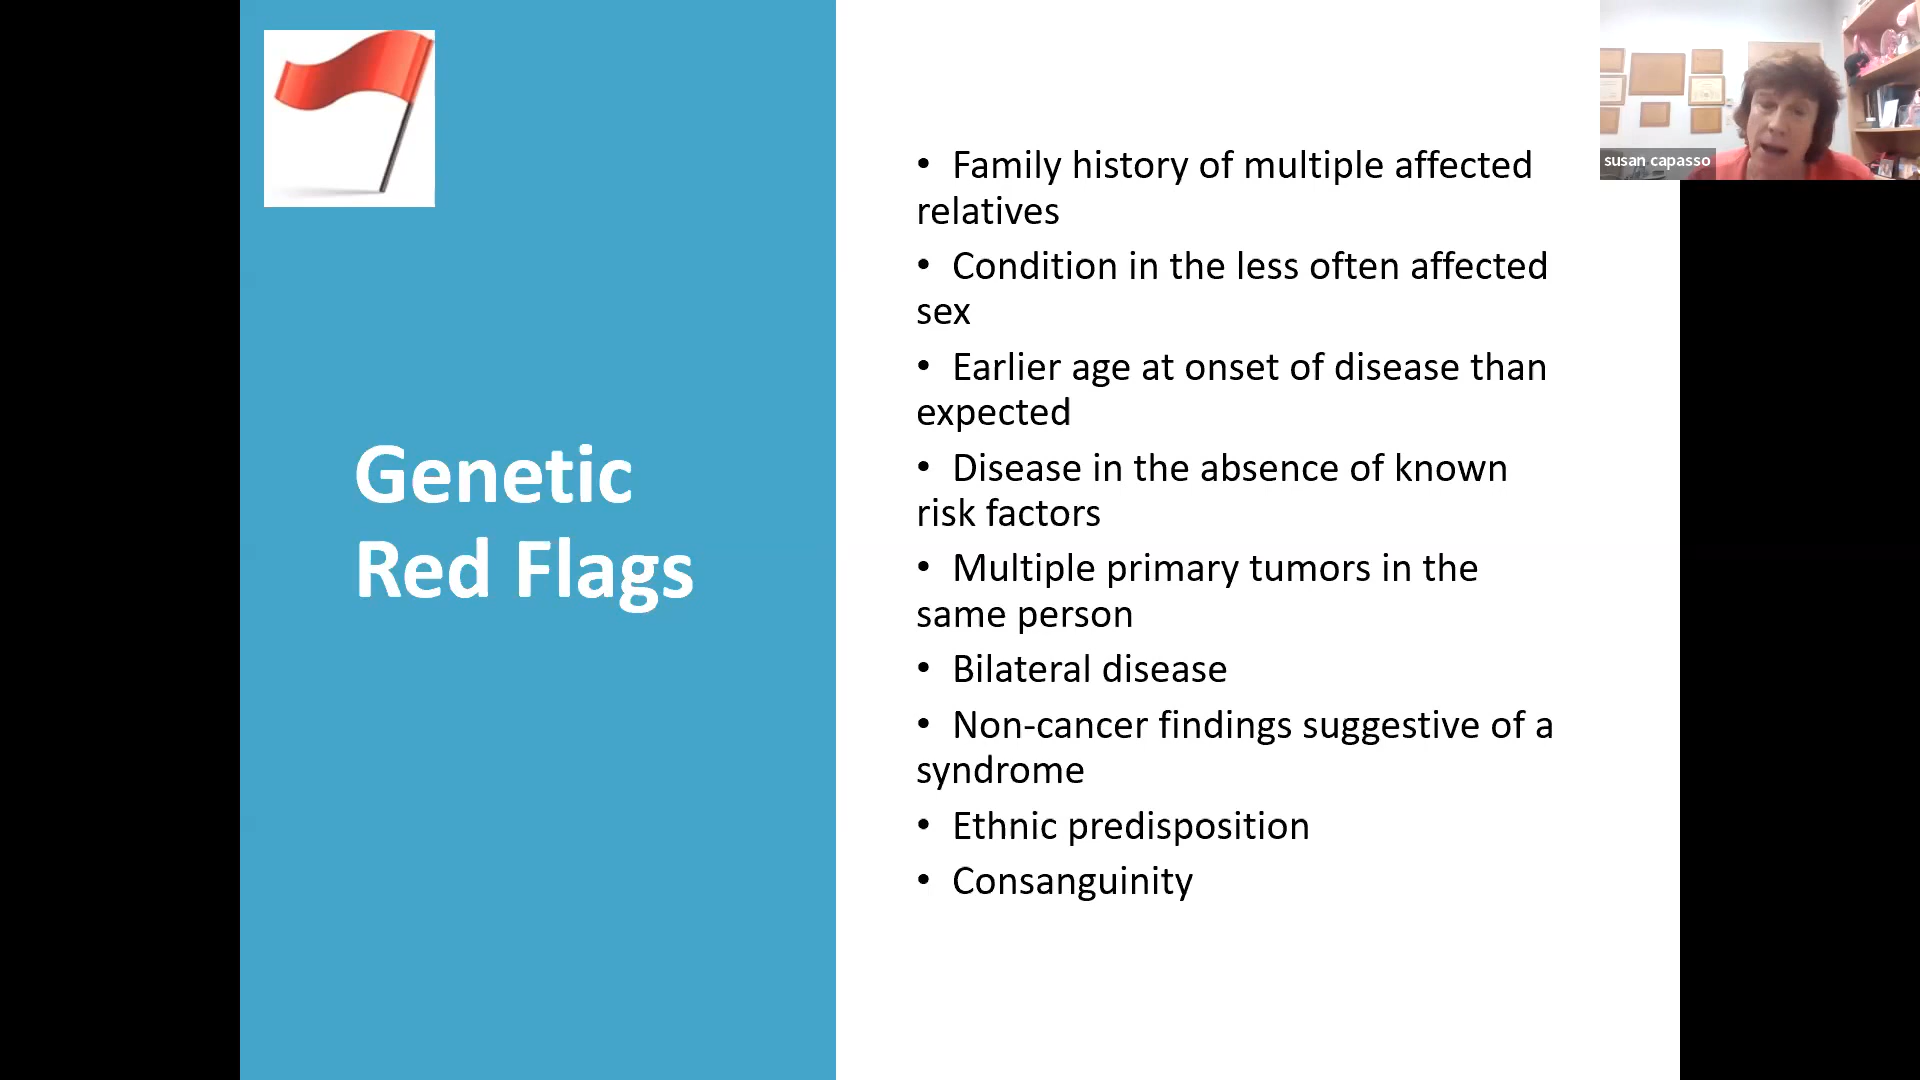 Genetic
Red Flags
• Family history of multiple affected
relatives
• Condition in the less often affected
sex
• Earlier age at onset of disease than
expected
• Disease in the absence of known
risk factors
• Multiple primary tumors in the
same person
• Bilateral disease
• Non-cancer findings suggestive of a
syndrome
• Ethnic predisposition
• Consanguinity
susan capasso